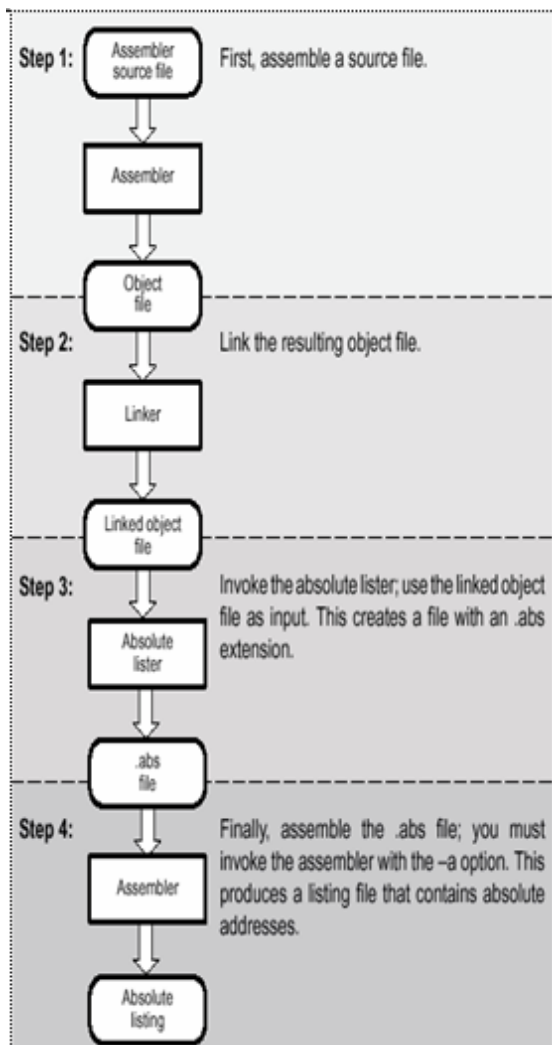 Step 1:
Assembler
source file
First, assemble a source file.
Assembler
Object
file
Step 2:
Link the resulting object file.
Linker
Linked object
file
Step 3:
Invoke the absolute lister; use the linked object
file as input. This creates a file with an .abs
extension.
Absolute
lister
.abs
file
Step 4:
Finally, assemble the .abs file; you must
invoke the assembler with the –a option. This
produces a listing file that contains absolute
addresses.
Assembler
Absolute
listing